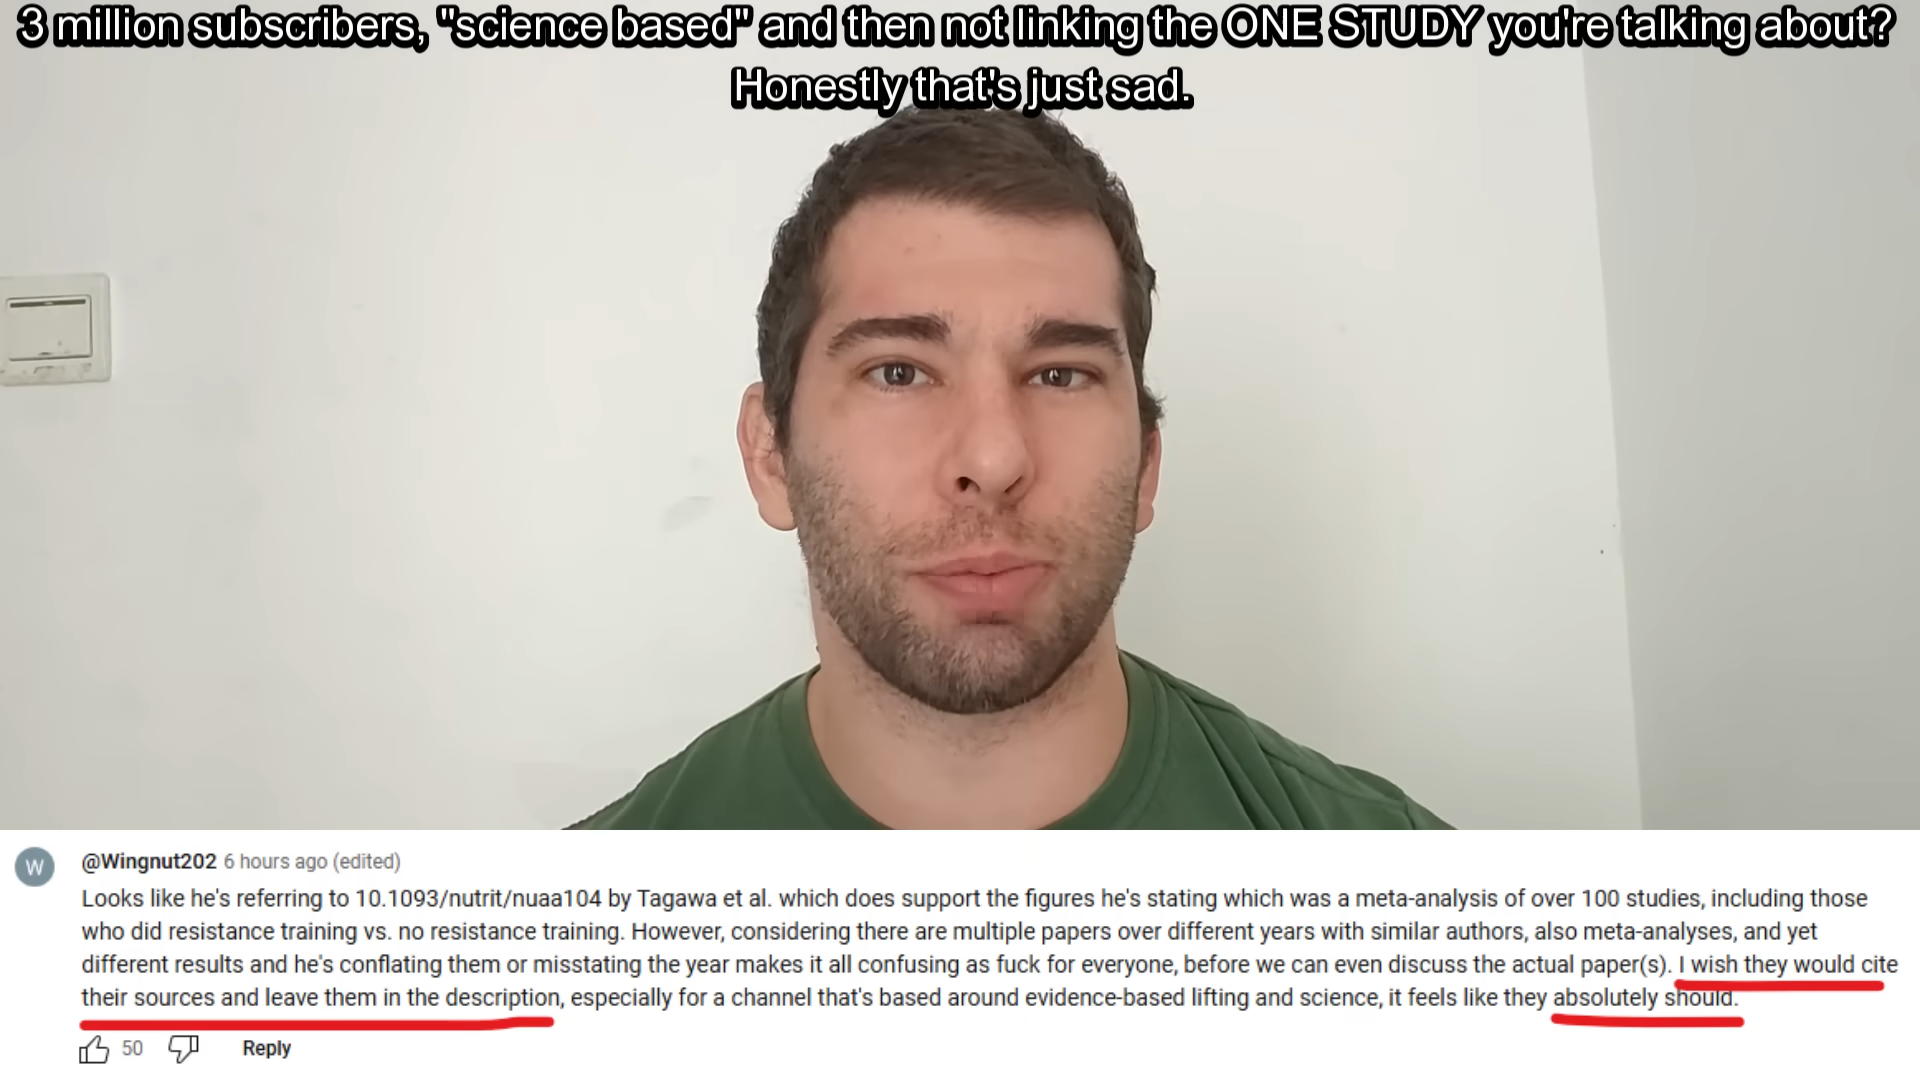 3 million subscribers, "science based" and then not linking the ONE STUDY you're talking about?
Honestly that's just sad.
W
@Wingnut202 6 hours ago (edited)
Looks like he's referring to 10.1093/nutrit/nuaa104 by Tagawa et al. which does support the figures he's stating which was a meta-analysis of over 100 studies, including those
who did resistance training vs. no resistance training. However, considering there are multiple papers over different years with similar authors, also meta-analyses, and yet
different results and he's conflating them or misstating the year makes it all confusing as fuck for everyone, before we can even discuss the actual paper(s). I wish they would cite
their sources and leave them in the description, especially for a channel that's based around evidence-based lifting and science, it feels like they absolutely should.
50 Reply